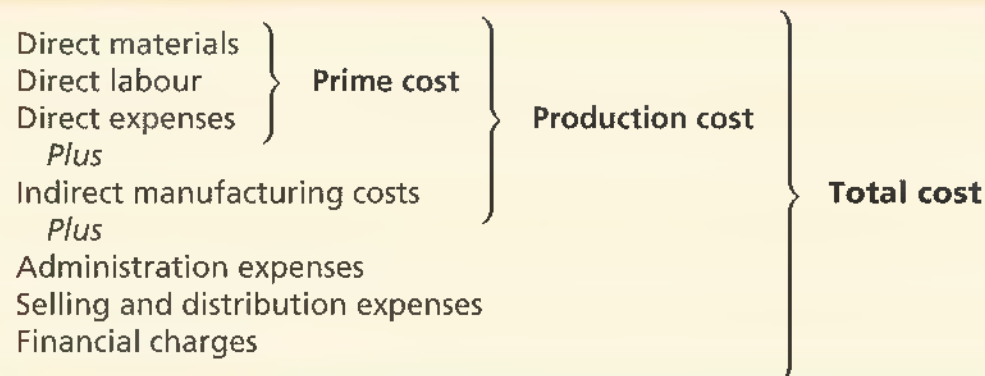 Direct materials
Direct labour
Prime cost
Direct expenses
Production cost
Plus
Indirect manufacturing costs
Total cost
Plus
Administration expenses
Selling and distribution expenses
Financial charges